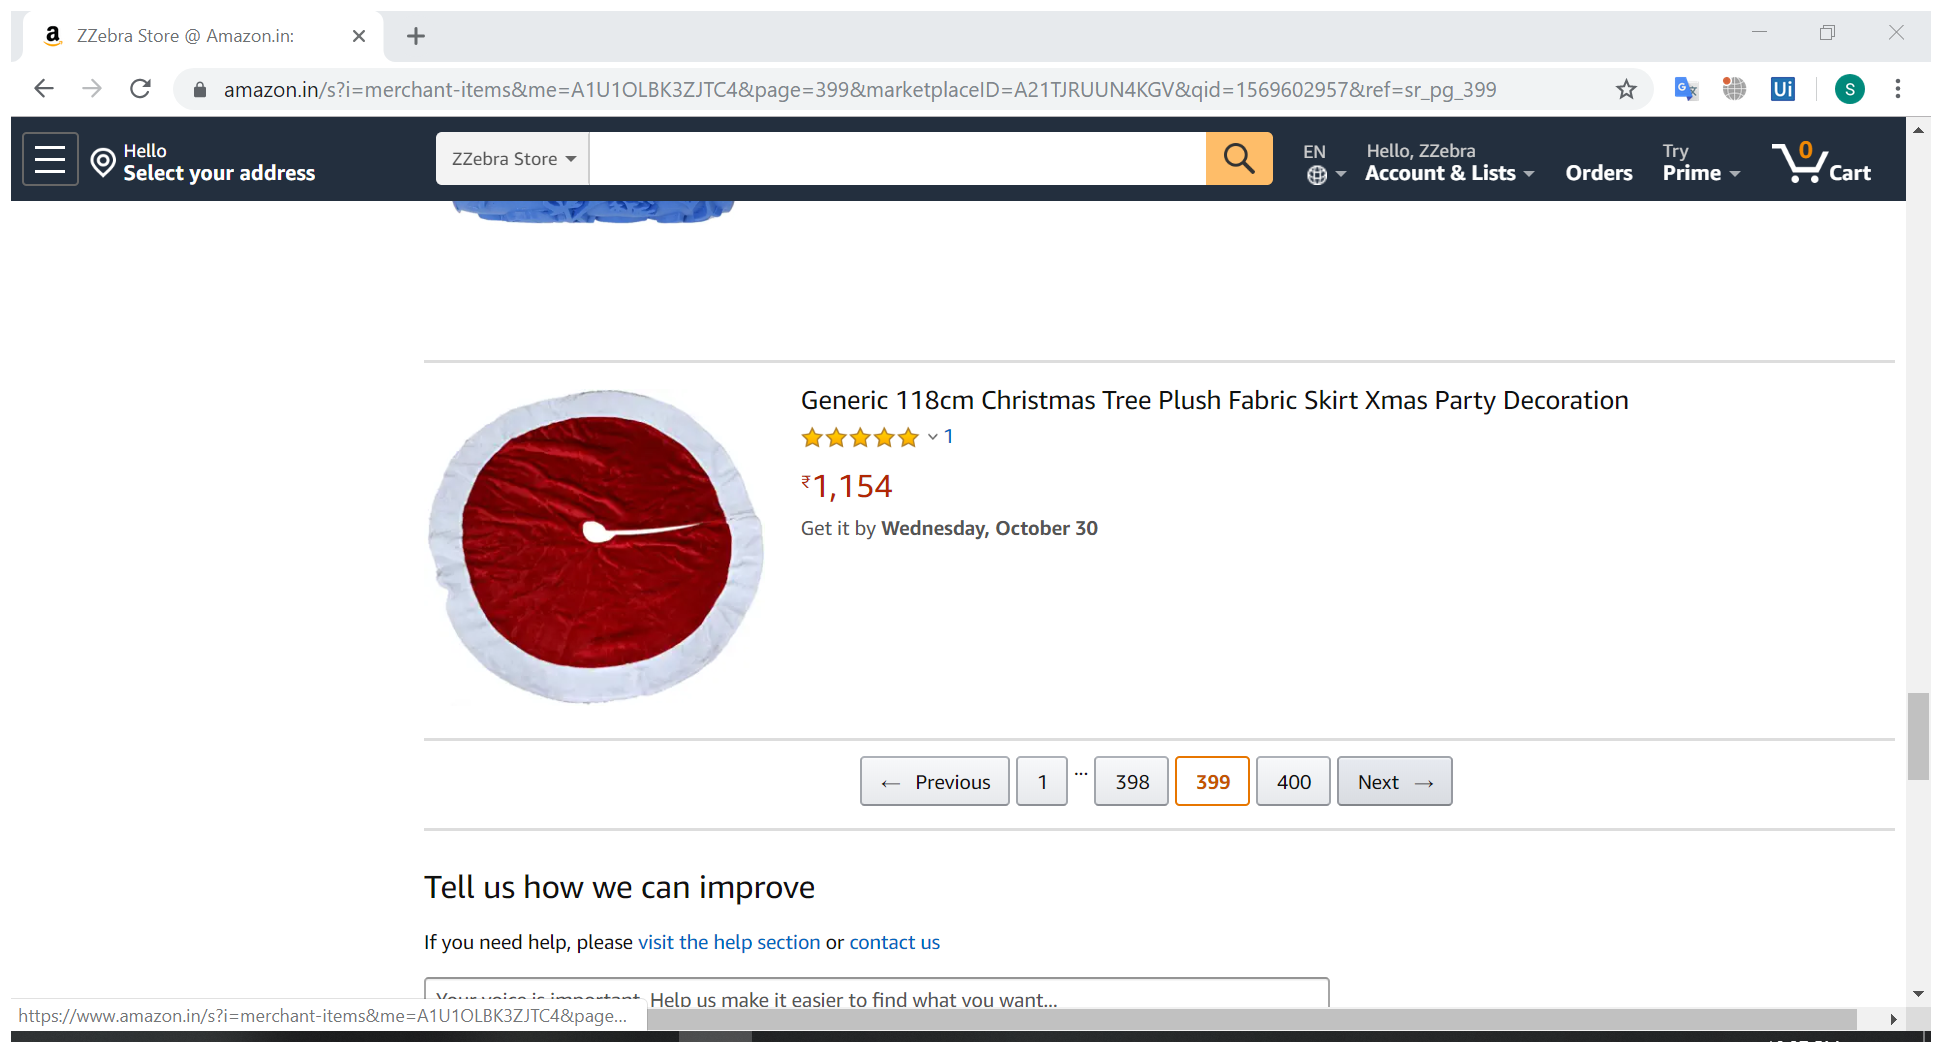 ZZebra Store @ Amazon.in:
amazon.in/s?i=merchant-items&me=A1U1OLBK3ZJTC4&page=399&marketplaceID=A21TJRUUN4KGV&qid=1569602957&ref=sr_pg_399
Ui
S
Hello
Select your address
ZZebra Store
EN
Hello, ZZebra
Account & Lists
Orders
Try
Prime
0
Cart
Generic 118cm Christmas Tree Plush Fabric Skirt Xmas Party Decoration
1
₹1,154
Get it by Wednesday, October 30
← Previous
1
...
398
399
400
Next →
Tell us how we can improve
If you need help, please visit the help section or contact us
Your voice is important. Help us make it easier to find what you want...
https://www.amazon.in/s?i=merchant-items&me=A1U1OLBK3ZJTC4&page...